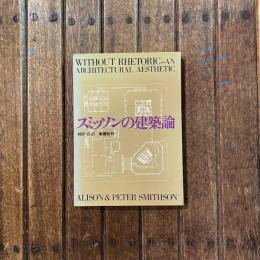 WITHOUT RHETORIC–AN
ARCHITECTURAL AESTHETIC
スミッソンの建築論
ALISON & PETER SMITHSON